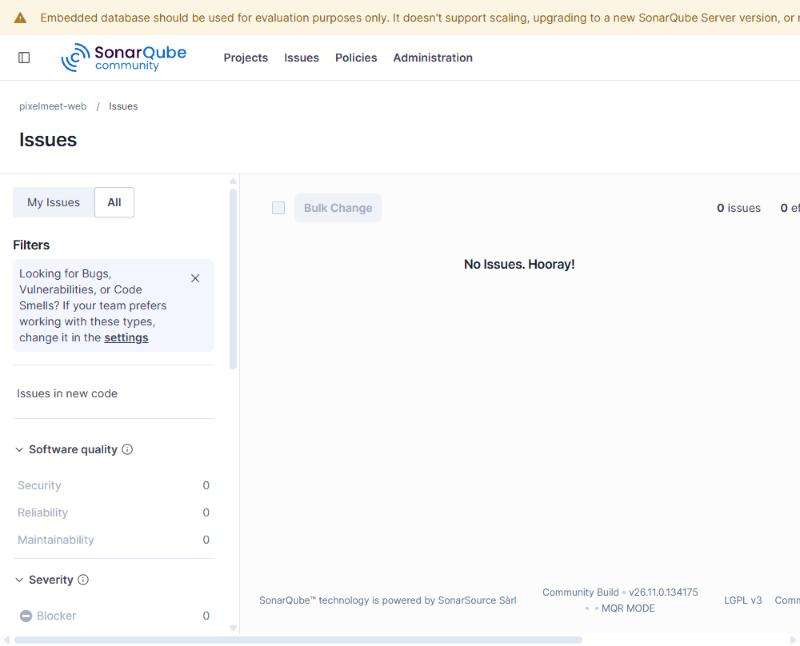 Embedded database should be used for evaluation purposes only. It doesn't support scaling, upgrading to a new SonarQube Server version, or
SonarQube
community
Projects
Issues
Policies
Administration
pixelmeet-web / Issues
Issues
My Issues
All
Bulk Change
0 issues
0 ef
No Issues. Hooray!
Filters
Looking for Bugs,
Vulnerabilities, or Code
Smells? If your team prefers
working with these types,
change it in the settings
Issues in new code
Software quality
Security 0
Reliability 0
Maintainability 0
Severity
Blocker 0
SonarQube™ technology is powered by SonarSource Sàrl
Community Build • v26.11.0.134175
• • MQR MODE
LGPL v3
Comm